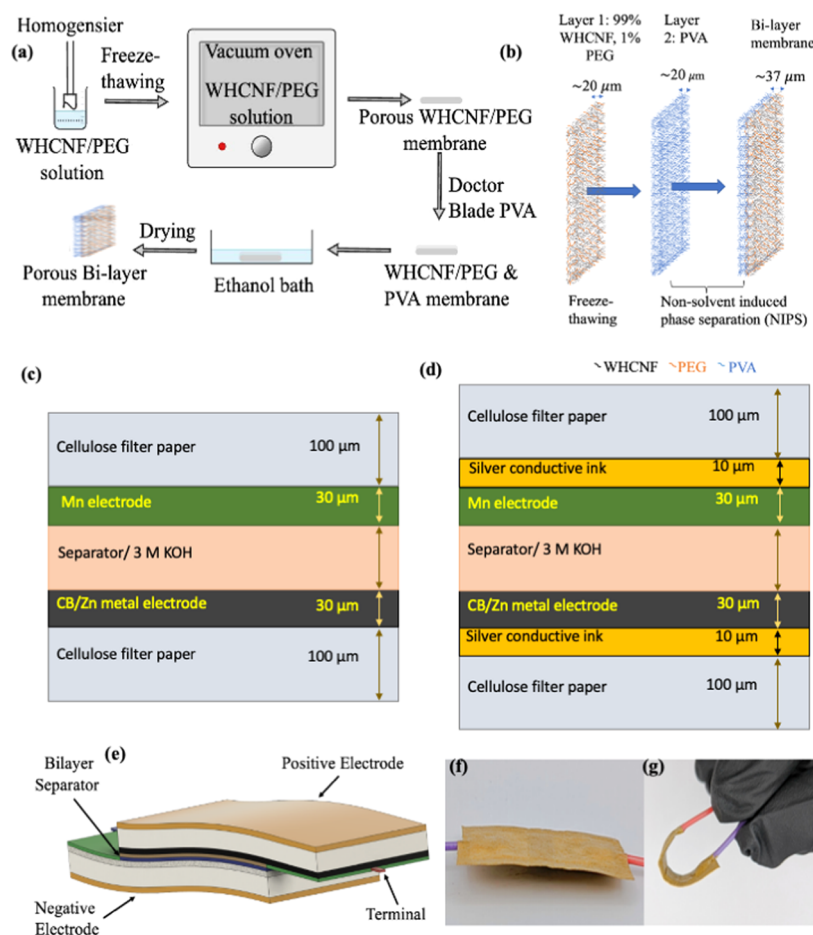 (a)
Homogensier
WHCNF/PEG
solution
Freeze-
thawing
Vacuum oven
WHCNF/PEG
solution
Porous WHCNF/PEG
membrane
Doctor
Blade PVA
WHCNF/PEG &
PVA membrane
Ethanol bath
Drying
Porous Bi-layer
membrane
(b)
Layer 1: 99%
WHCNF, 1%
PEG
Layer
2: PVA
Bi-layer
membrane
~20 μm
~20 μm
~37 μm
Freeze-
thawing
Non-solvent induced
phase separation (NIPS)
WHCNF PEG PVA
(c)
Cellulose filter paper 100 μm
Mn electrode 30 μm
Separator/ 3 M KOH
CB/Zn metal electrode 30 μm
Cellulose filter paper 100 μm
(d)
Cellulose filter paper 100 μm
Silver conductive ink 10 μm
Mn electrode 30 μm
Separator/ 3 M KOH
CB/Zn metal electrode 30 μm
Silver conductive ink 10 μm
Cellulose filter paper 100 μm
(e)
Bilayer
Separator
Positive Electrode
Negative
Electrode
Terminal
(f)
(g)